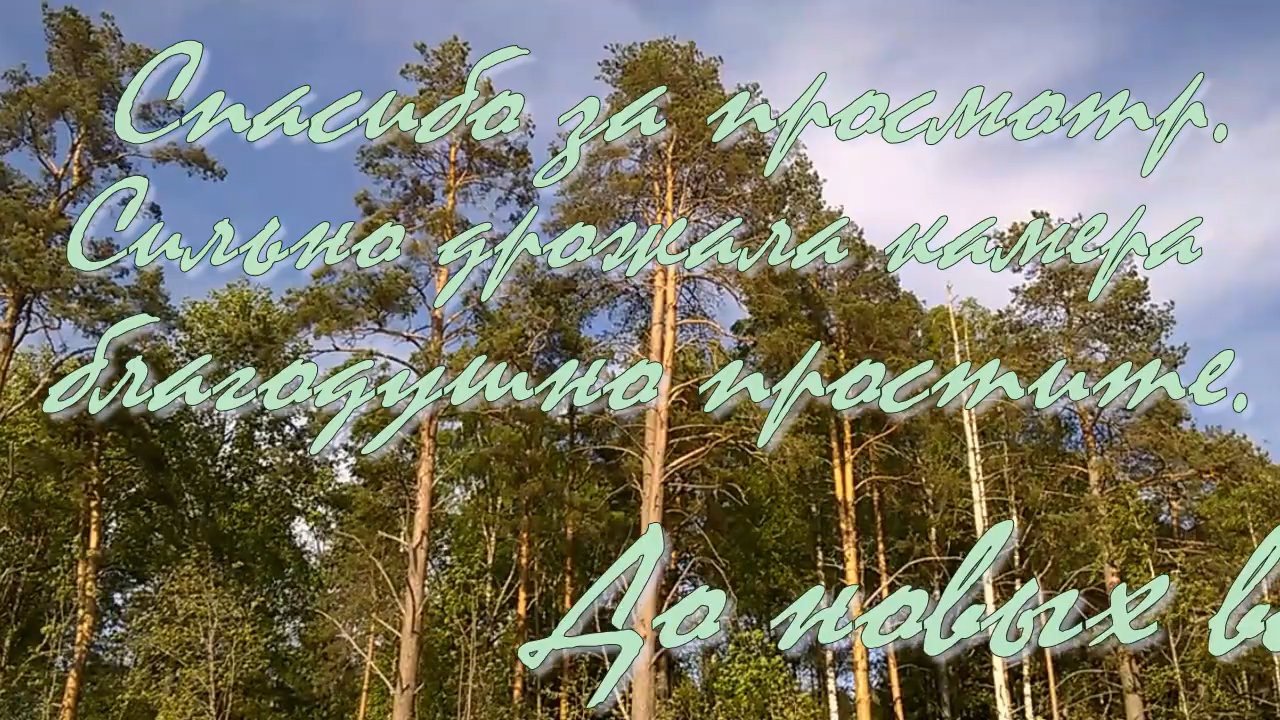 Спасибо за просмотр.
Сильно дрожала камера
благодушно простите.
До новых